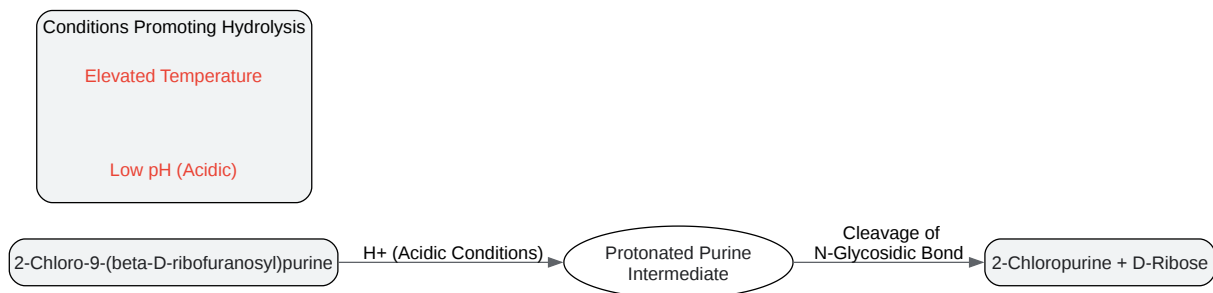 Conditions Promoting Hydrolysis
Elevated Temperature
Low pH (Acidic)
2-Chloro-9-(beta-D-ribofuranosyl)purine
H+ (Acidic Conditions)
Protonated Purine
Intermediate
Cleavage of
N-Glycosidic Bond
2-Chloropurine + D-Ribose